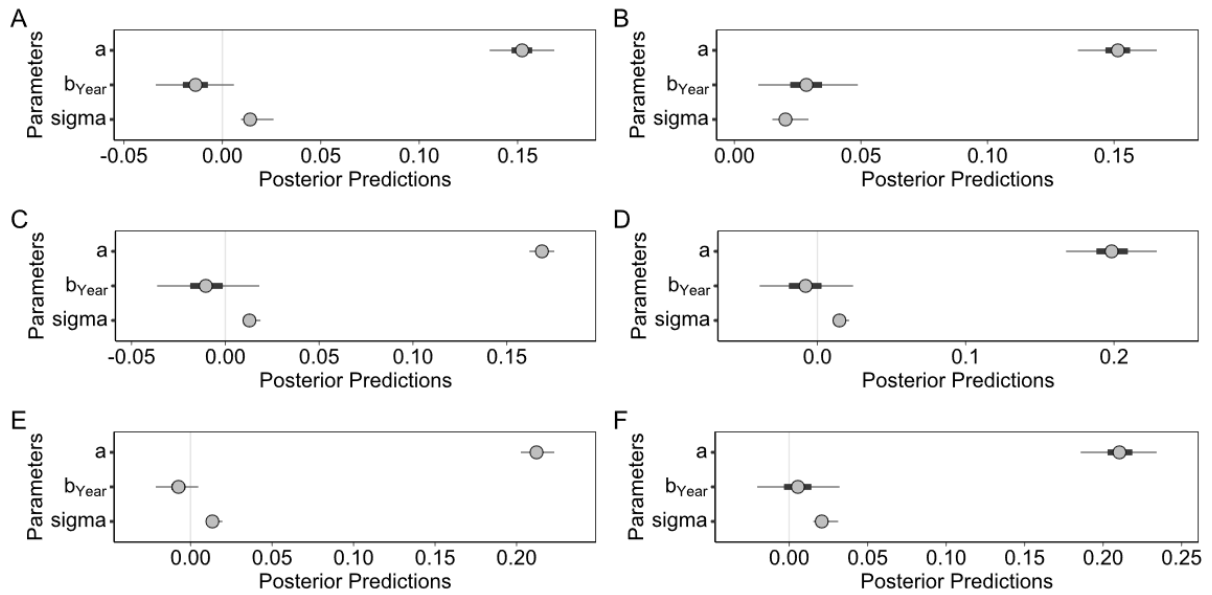 A
Parameters
a
bYear
sigma
-0.05 0.00 0.05 0.10 0.15
Posterior Predictions
B
Parameters
a
bYear
sigma
0.00 0.05 0.10 0.15
Posterior Predictions
C
Parameters
a
bYear
sigma
-0.05 0.00 0.05 0.10 0.15
Posterior Predictions
D
Parameters
a
bYear
sigma
0.0 0.1 0.2
Posterior Predictions
E
Parameters
a
bYear
sigma
0.00 0.05 0.10 0.20
Posterior Predictions
F
Parameters
a
bYear
sigma
0.00 0.05 0.10 0.15 0.20 0.25
Posterior Predictions